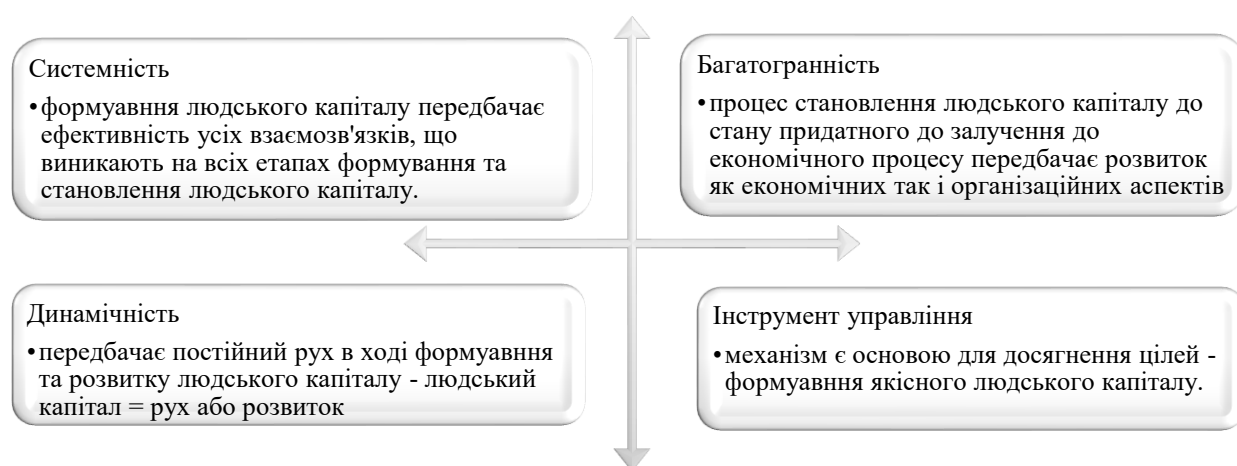 Системність
•формуавння людського капіталу передбачає
ефективність усіх взаємозв'язків, що
виникають на всіх етапах формування та
становлення людського капіталу.
Багатогранність
•процес становлення людського капіталу до
стану придатного до залучення до
економічного процесу передбачає розвиток
як економічних так і організаційних аспектів
Динамічність
•передбачає постійний рух в ході формуавння
та розвитку людського капіталу - людський
капітал = рух або розвиток
Інструмент управління
•механізм є основою для досягнення цілей -
формуавння якісного людського капіталу.